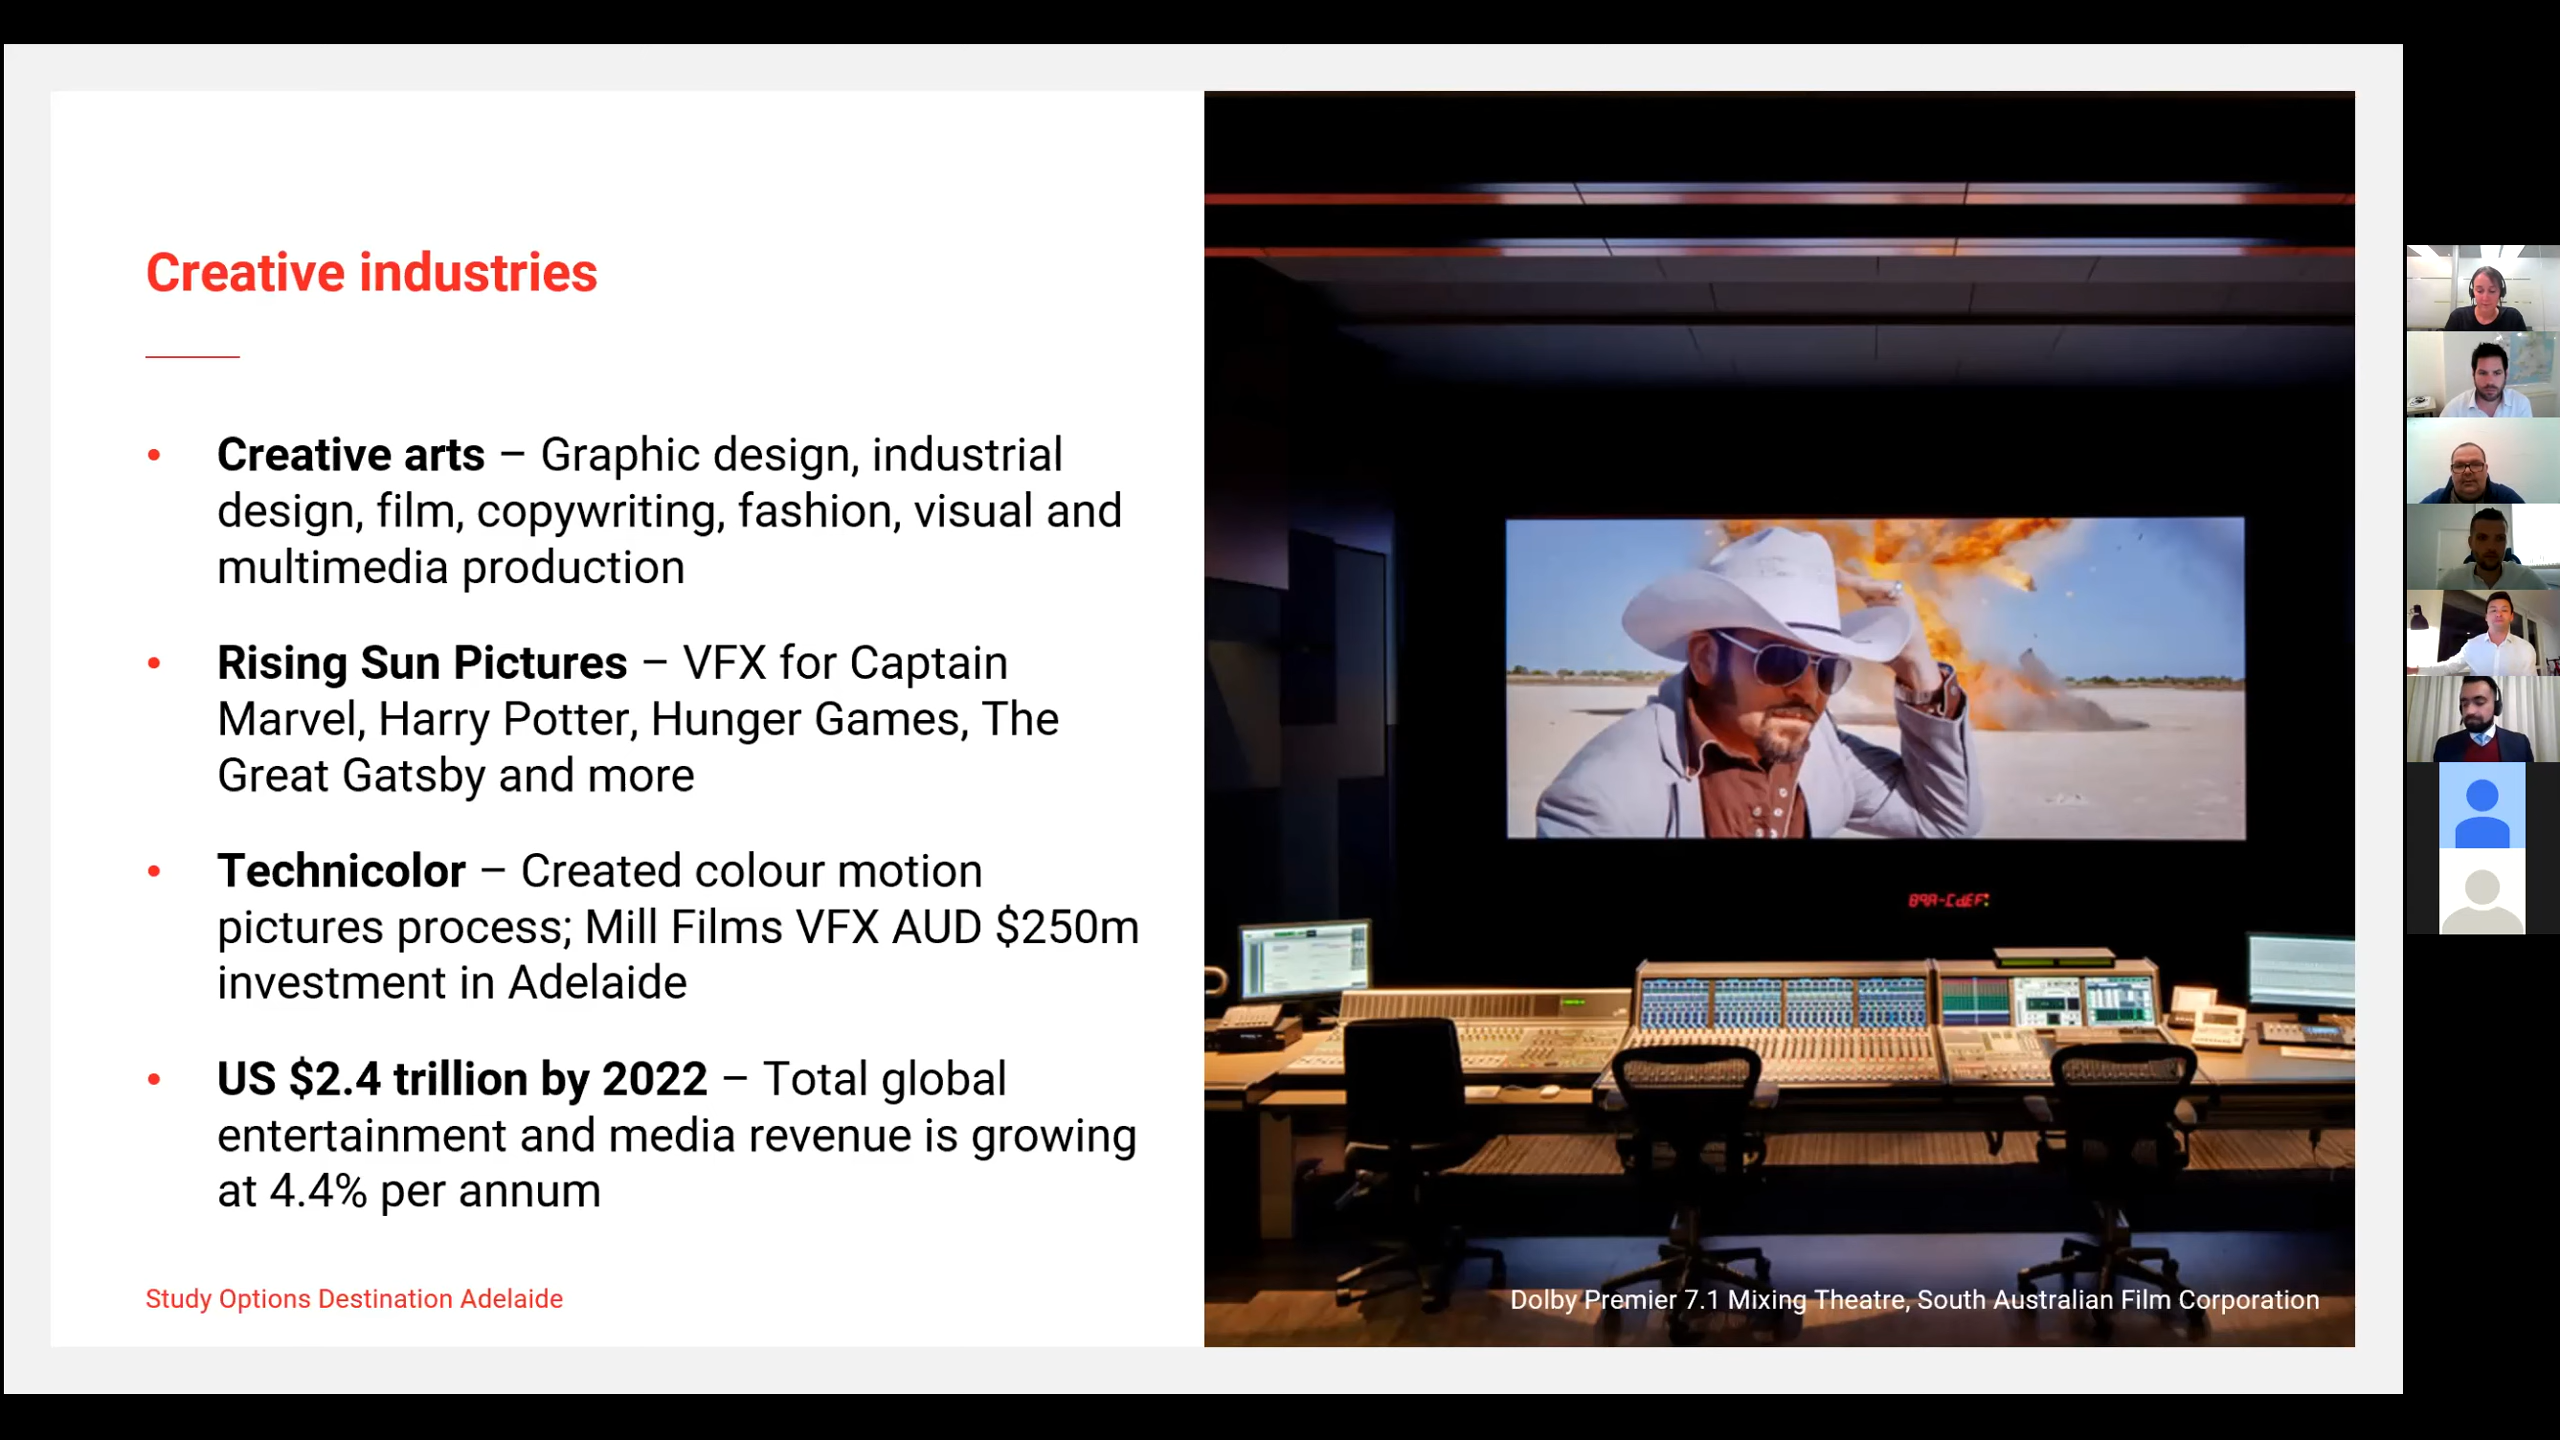 Creative industries
• Creative arts – Graphic design, industrial
design, film, copywriting, fashion, visual and
multimedia production
• Rising Sun Pictures – VFX for Captain
Marvel, Harry Potter, Hunger Games, The
Great Gatsby and more
• Technicolor – Created colour motion
pictures process; Mill Films VFX AUD $250m
investment in Adelaide
• US $2.4 trillion by 2022 – Total global
entertainment and media revenue is growing
at 4.4% per annum
Study Options Destination Adelaide
Dolby Premier 7.1 Mixing Theatre, South Australian Film Corporation